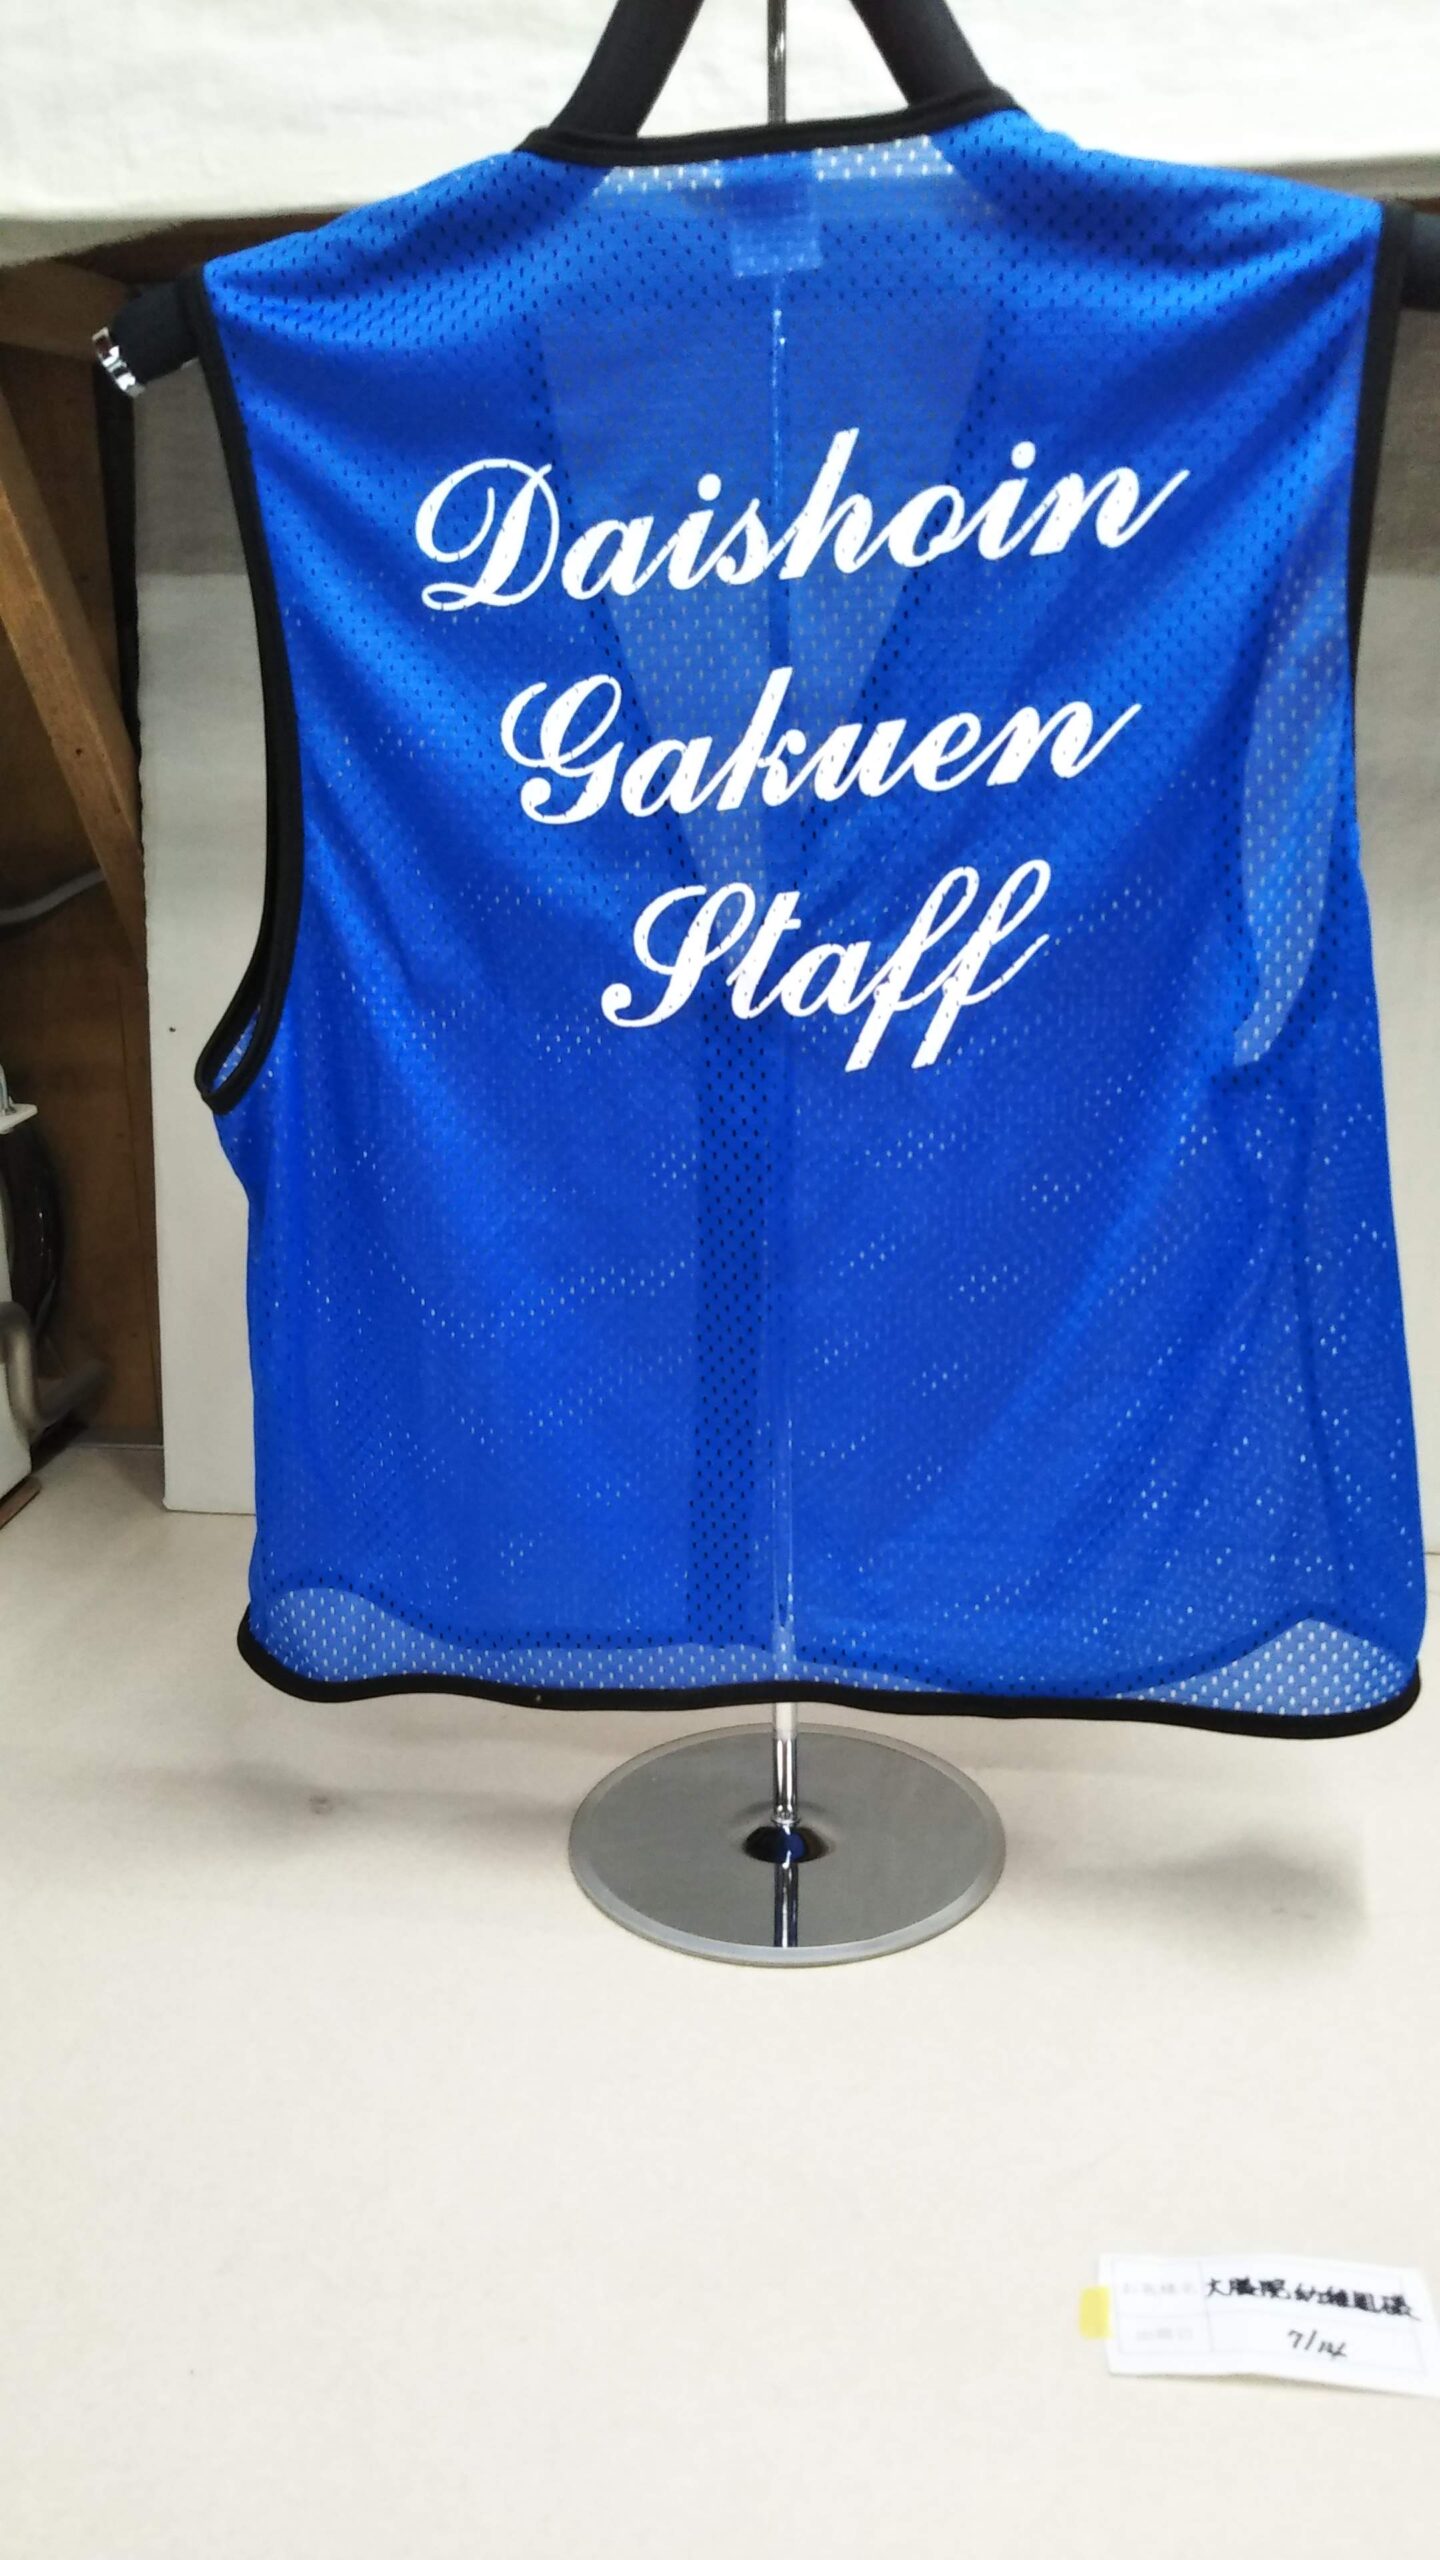 Daishoin
Gakuen
Staff
7/14